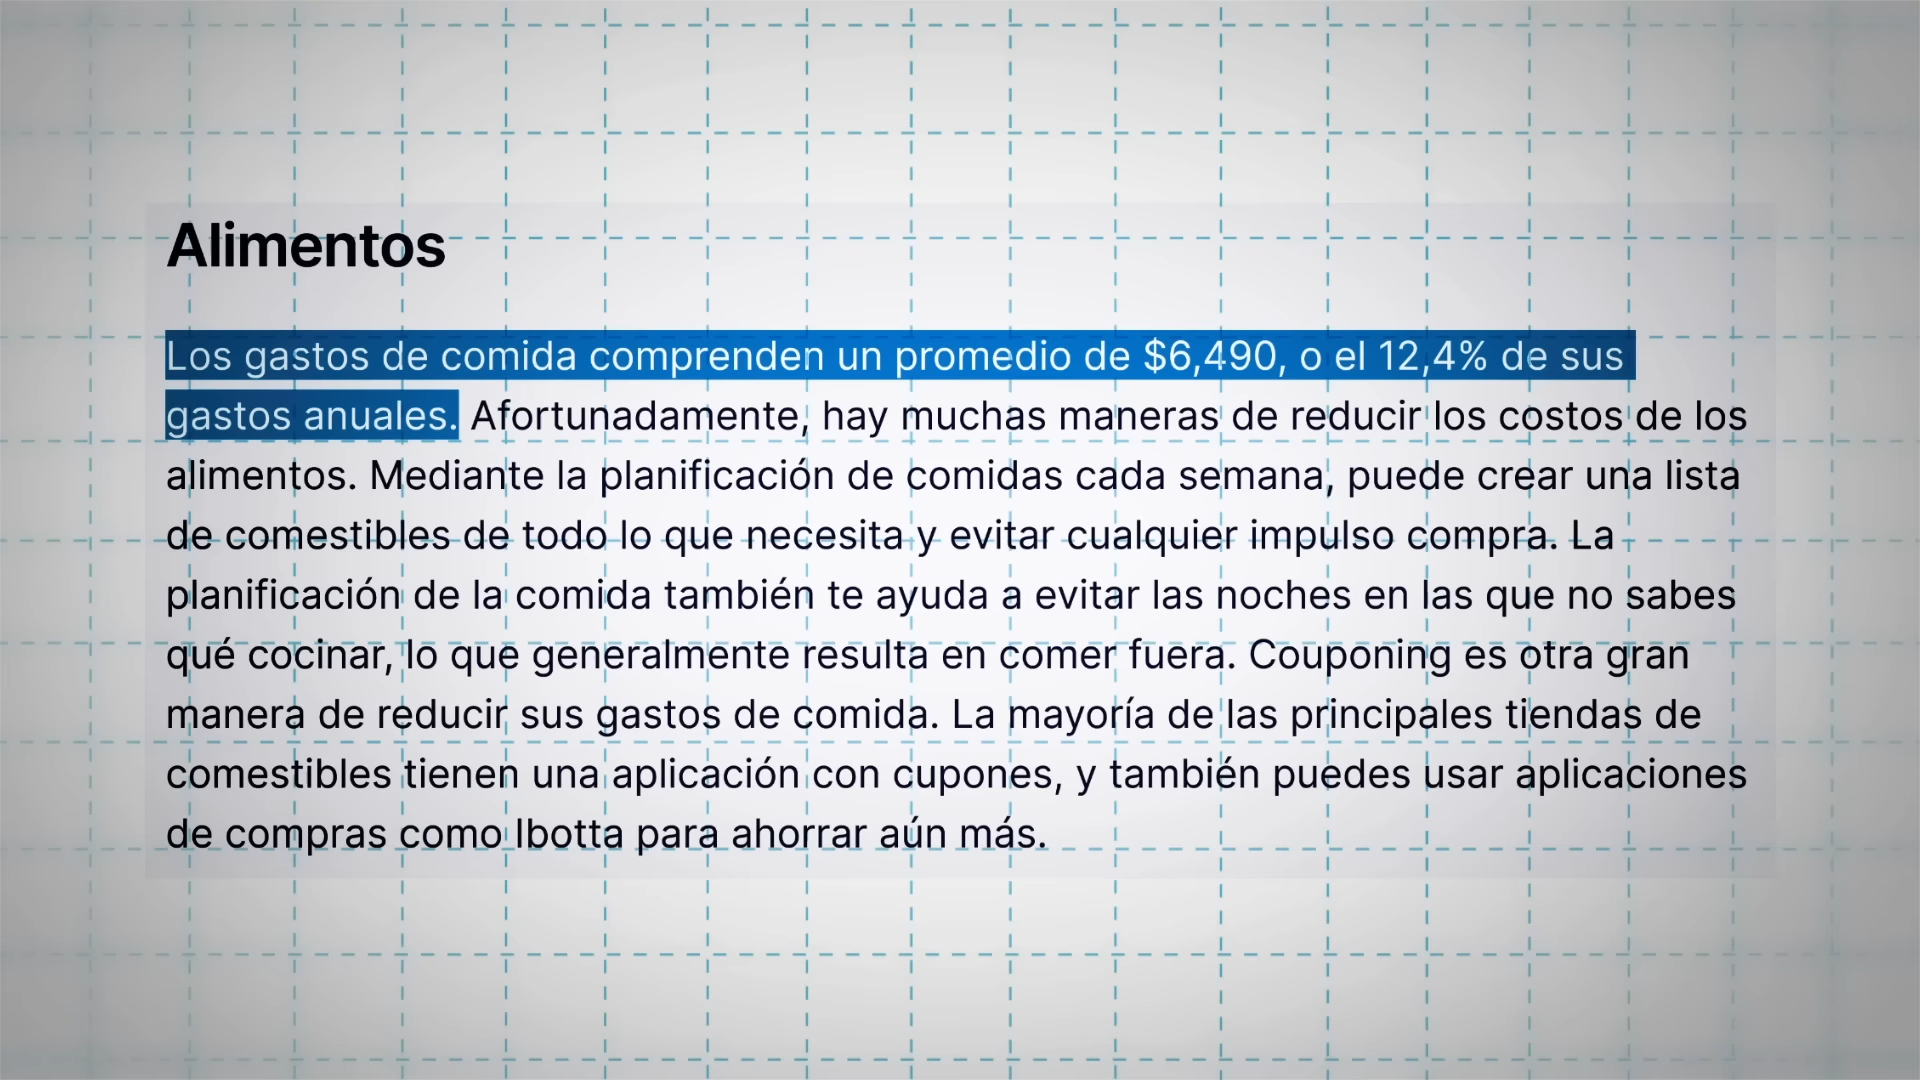 Alimentos
Los gastos de comida comprenden un promedio de $6,490, o el 12,4% de sus
gastos anuales. Afortunadamente, hay muchas maneras de reducir los costos de los
alimentos. Mediante la planificación de comidas cada semana, puede crear una lista
de comestibles de todo lo que necesita y evitar cualquier impulso compra. La
planificación de la comida también te ayuda a evitar las noches en las que no sabes
qué cocinar, lo que generalmente resulta en comer fuera. Couponing es otra gran
manera de reducir sus gastos de comida. La mayoría de las principales tiendas de
comestibles tienen una aplicación con cupones, y también puedes usar aplicaciones
de compras como Ibotta para ahorrar aún más.